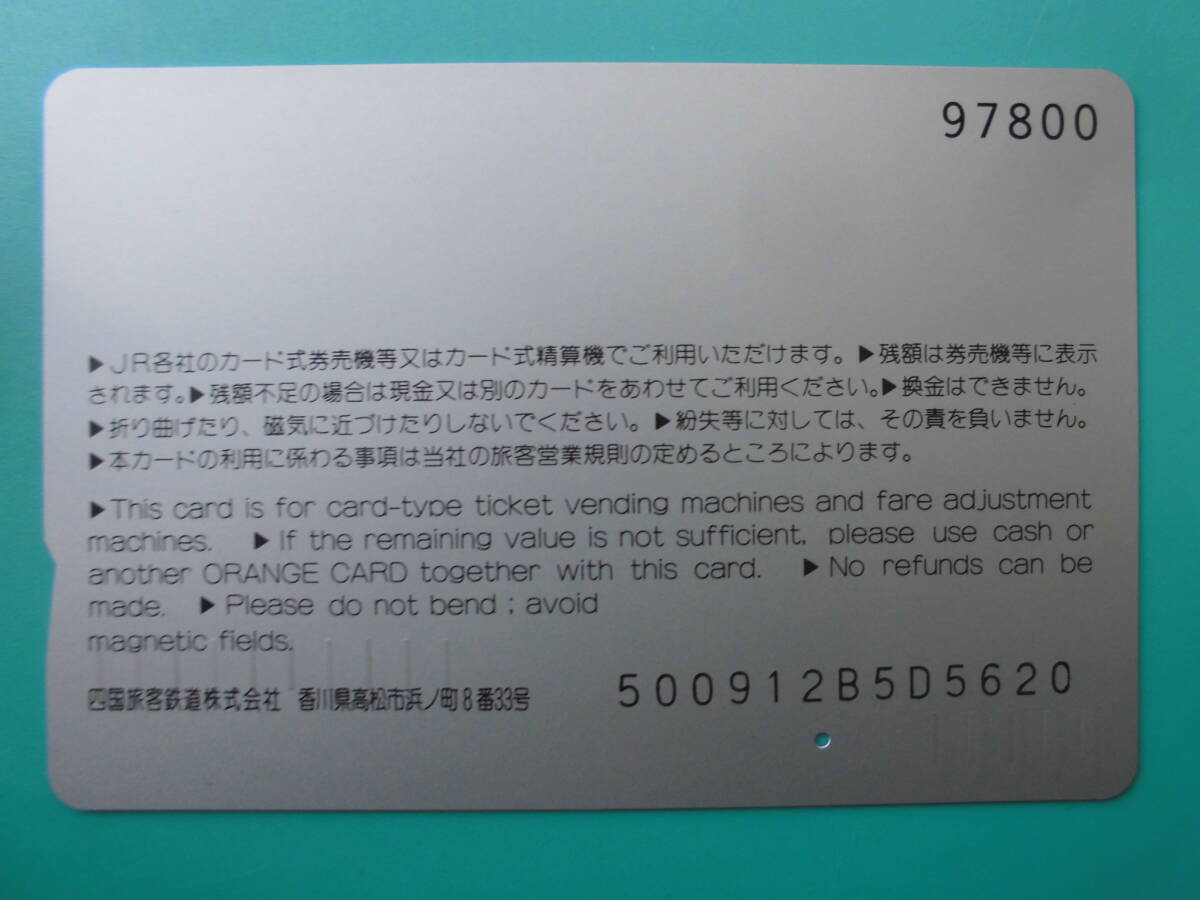 97800
▶JR各社のカード式券売機等又はカード式精算機でご利用いただけます。▶残額は券売機等に表示
されます。▶残額不足の場合は現金又は別のカードをあわせてご利用ください。▶換金はできません。
▶折り曲げたり、磁気に近づけたりしないでください。▶紛失等に対しては、その責を負いません。
▶本カードの利用に係わる事項は当社の旅客営業規則の定めるところによります。
▶This card is for card-type ticket vending machines and fare adjustment
machines. ▶If the remaining value is not sufficient, please use cash or
another ORANGE CARD together with this card. ▶No refunds can be
made. ▶Please do not bend ; avoid
magnetic fields.
四国旅客鉄道株式会社 香川県高松市浜ノ町8番33号
500912B5D5620